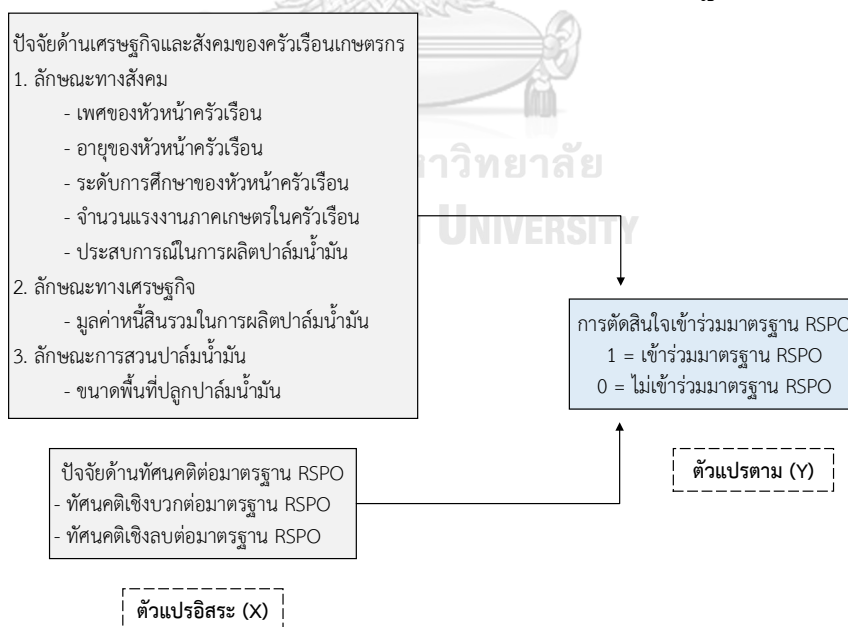 ปัจจัยด้านเศรษฐกิจและสังคมของครัวเรือนเกษตรกร
1. ลักษณะทางสังคม
- เพศของหัวหน้าครัวเรือน
- อายุของหัวหน้าครัวเรือน
- ระดับการศึกษาของหัวหน้าครัวเรือน
- จำนวนแรงงานภาคเกษตรในครัวเรือน
- ประสบการณ์ในการผลิตปาล์มน้ำมัน
2. ลักษณะทางเศรษฐกิจ
- มูลค่าหนี้สินรวมในการผลิตปาล์มน้ำมัน
3. ลักษณะการสวนปาล์มน้ำมัน
- ขนาดพื้นที่ปลูกปาล์มน้ำมัน
าวิทยาลัย
UNIVERSITY
การตัดสินใจเข้าร่วมมาตรฐาน RSPO
1 = เข้าร่วมมาตรฐาน RSPO
0 = ไม่เข้าร่วมมาตรฐาน RSPO
ตัวแปรตาม (Y)
ปัจจัยด้านทัศนคติต่อมาตรฐาน RSPO
- ทัศนคติเชิงบวกต่อมาตรฐาน RSPO
- ทัศนคติเชิงลบต่อมาตรฐาน RSPO
ตัวแปรอิสระ (X)